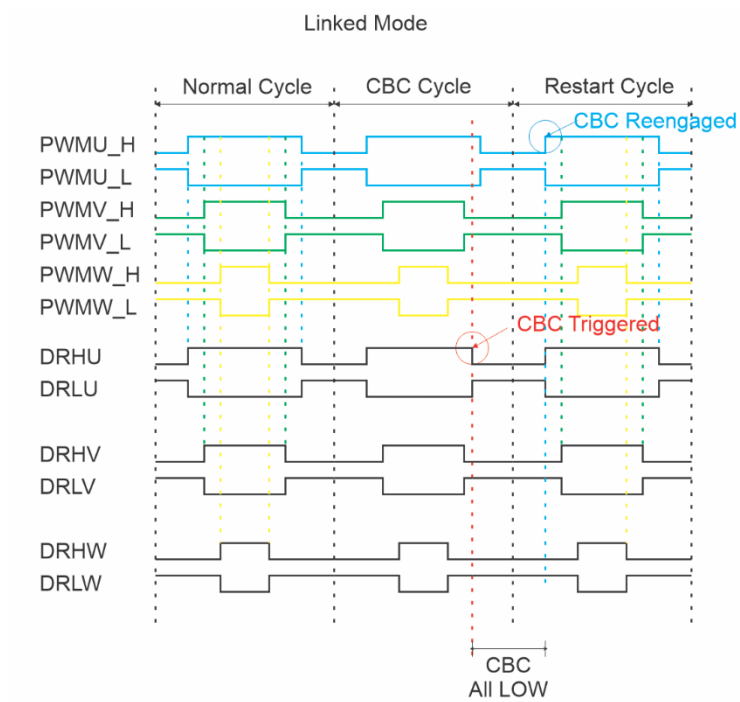 Linked Mode
Normal Cycle CBC Cycle Restart Cycle
CBC Reengaged
PWMU_H
PWMU_L
PWMV_H
PWMV_L
PWMW_H
PWMW_L
CBC Triggered
DRHU
DRLU
DRHV
DRLV
DRHW
DRLW
CBC
All LOW